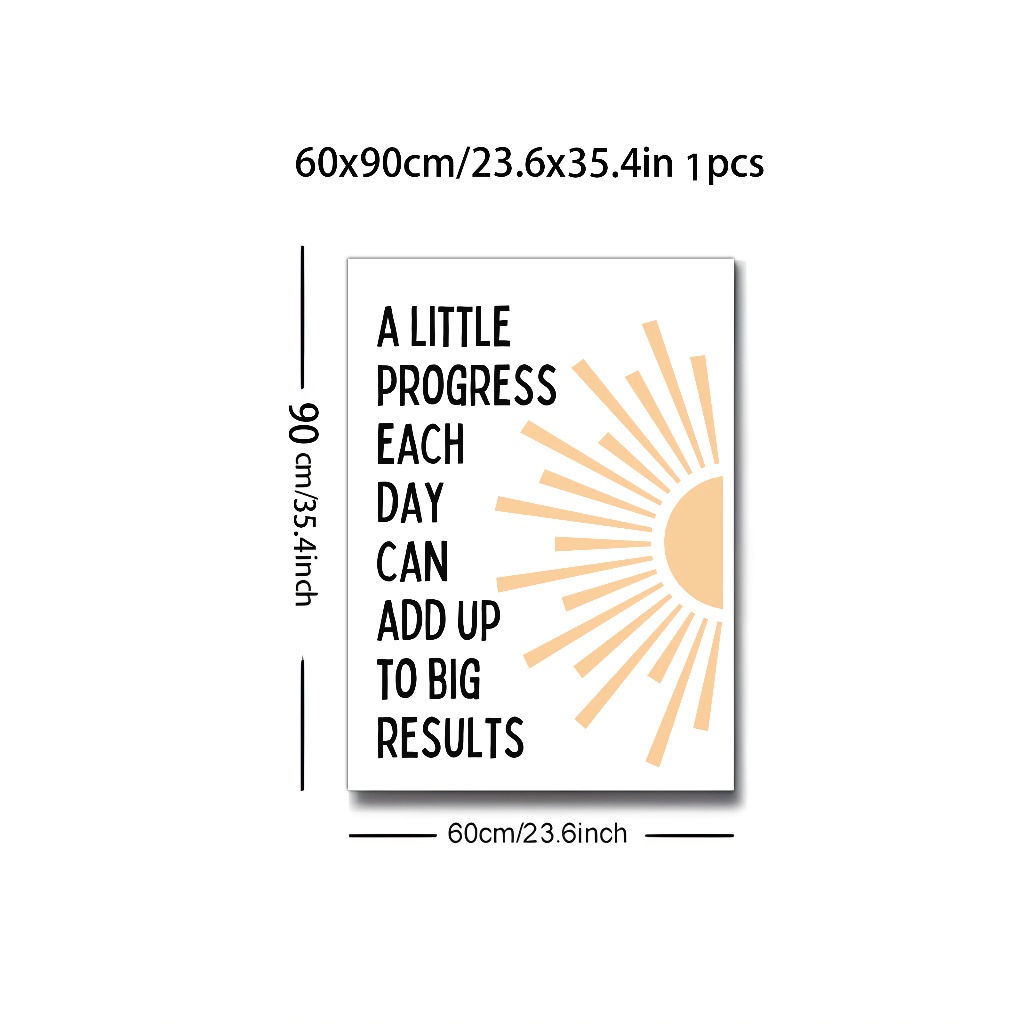 60x90cm/23.6x35.4in 1pcs
A LITTLE
PROGRESS
EACH
DAY
CAN
ADD UP
TO BIG
RESULTS
90 cm/35.4inch
60cm/23.6inch